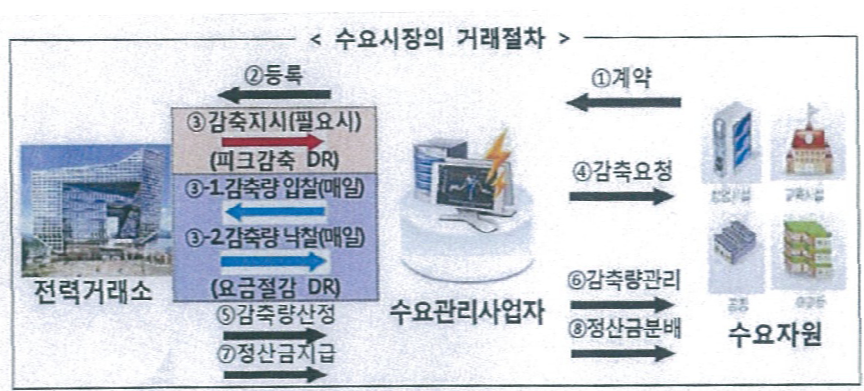 < 수요시장의 거래절차 >
②등록
①계약
③감축지시(필요시)
(피크감축 DR)
③-1.감축량 입찰(매일)
④감축요청
③-2.감축량 낙찰(매일)
(요금절감 DR)
전력거래소
수요관리사업자
⑥감축량관리
⑤감축량산정
⑧정산금분배
수요자원
⑦정산금지급